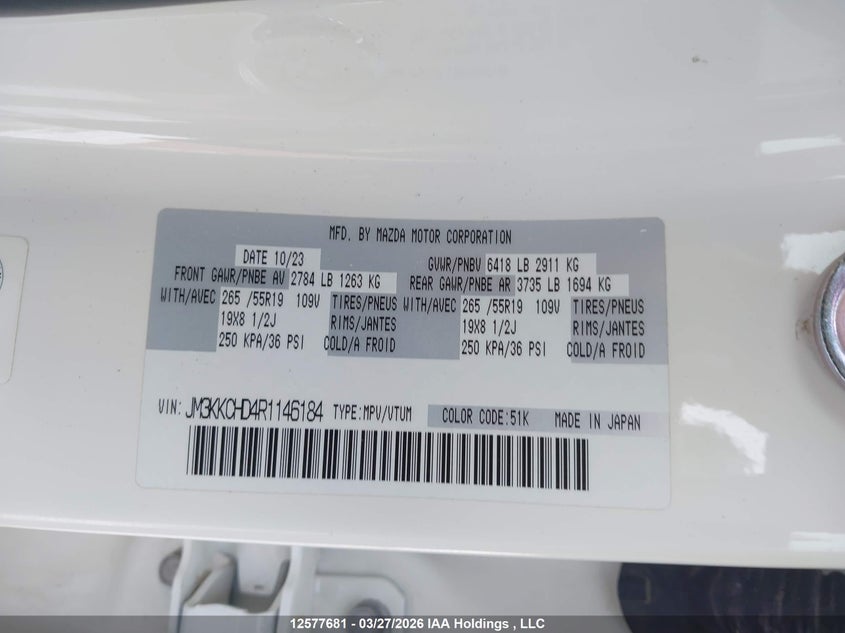 MFD. BY MAZDA MOTOR CORPORATION
DATE 10/23 GVWR/PNBV 6418 LB 2911 KG
FRONT GAWR/PNBE AV 2784 LB 1263 KG REAR GAWR/PNBE AR 3735 LB 1694 KG
WITH/AVEC 265 /55R19 109V TIRES/PNEUS WITH/AVEC 265 /55R19 109V TIRES/PNEUS
19X8 1/2J RIMS/JANTES 19X8 1/2J RIMS/JANTES
250 KPA/36 PSI COLD/A FROID 250 KPA/36 PSI COLD/A FROID
VIN: JM3KKCHD4R1146184 TYPE:MPV/VTUM COLOR CODE:51K MADE IN JAPAN
12577681 - 03/27/2026 IAA Holdings , LLC